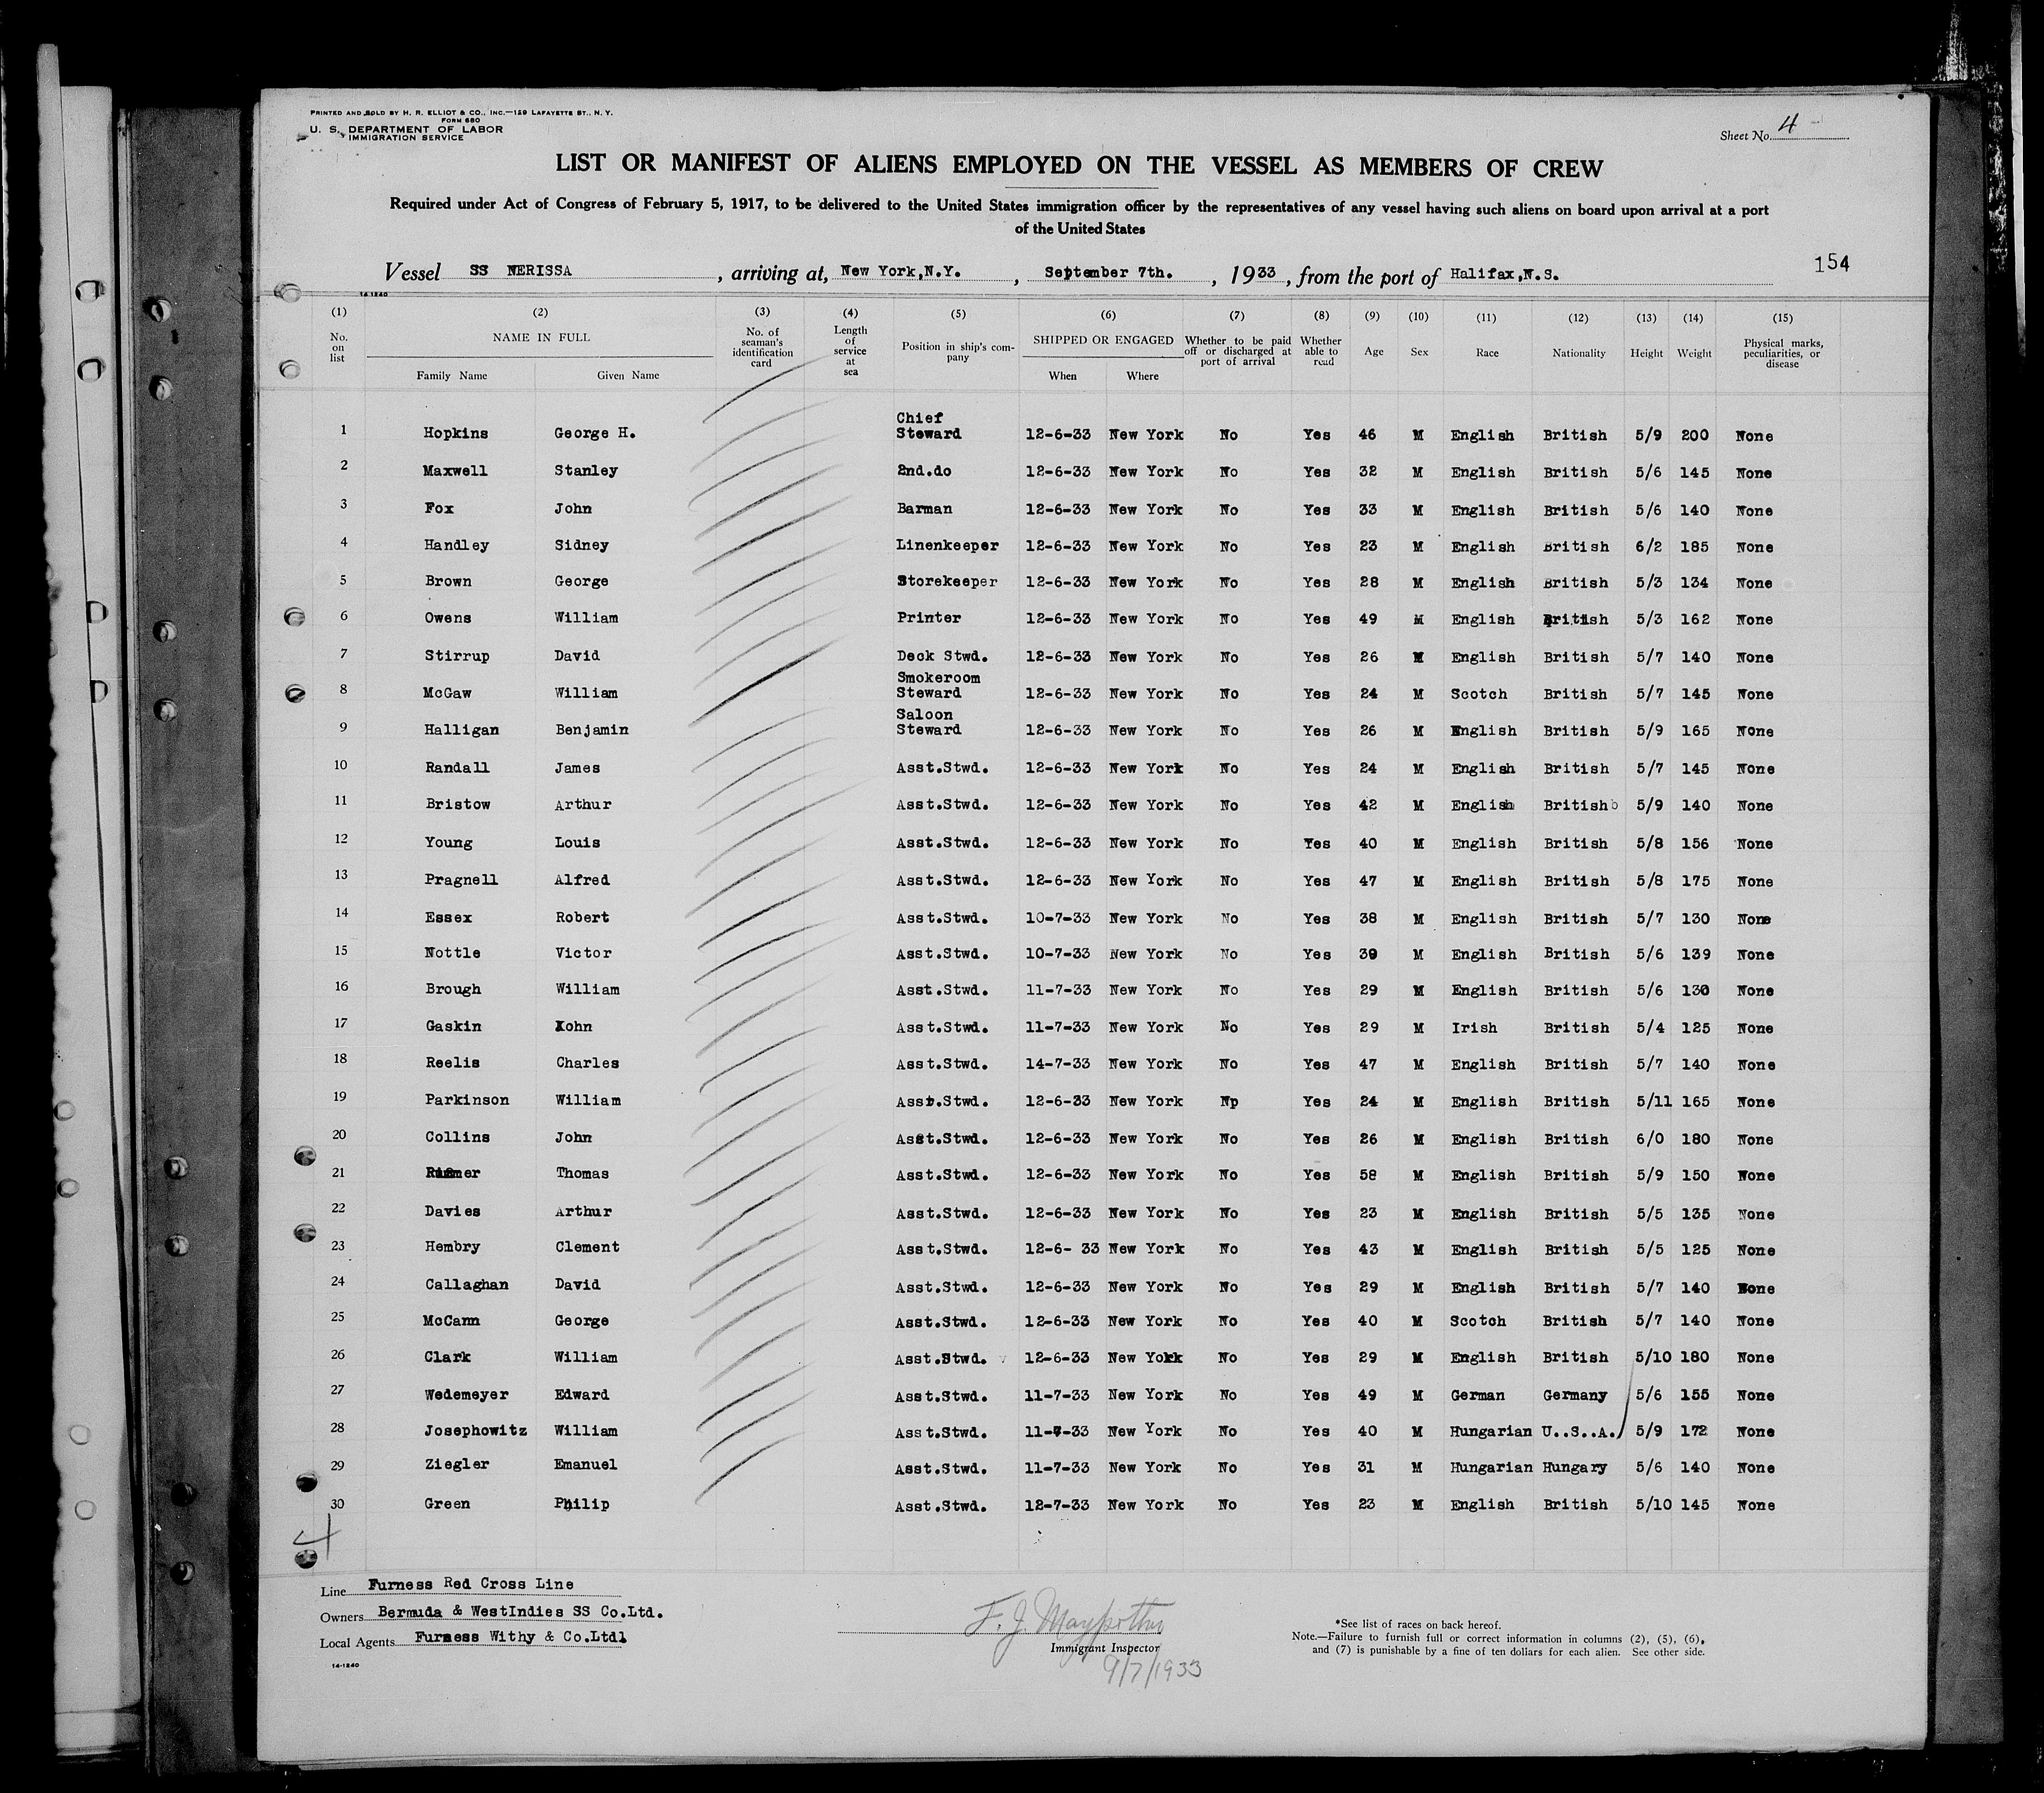 PRINTED AND SOLD BY H. R. ELLIOT & CO., INC.—129 LAFAYETTE ST., N. Y.
FORM 680
U. S. DEPARTMENT OF LABOR
IMMIGRATION SERVICE
Sheet No. 4
LIST OR MANIFEST OF ALIENS EMPLOYED ON THE VESSEL AS MEMBERS OF CREW
Required under Act of Congress of February 5, 1917, to be delivered to the United States immigration officer by the representatives of any vessel having such aliens on board upon arrival at a port
of the United States
Vessel SS NERISSA, arriving at, New York,N.Y., September 7th., 1933, from the port of Halifax,N.S.
154
14-1240
(1) (2) (3) (4) (5) (6) (7) (8) (9) (10) (11) (12) (13) (14) (15)
No. on list
NAME IN FULL
Family Name
Given Name
No. of seaman's identification card
Length of service at sea
Position in ship's company
SHIPPED OR ENGAGED
When
Where
Whether to be paid off or discharged at port of arrival
Whether able to read
Age
Sex
Race
Nationality
Height
Weight
Physical marks, peculiarities, or disease
1 Hopkins George H. Chief Steward 12-6-33 New York No Yes 46 M English British 5/9 200 None
2 Maxwell Stanley 2nd.do 12-6-33 New York No Yes 32 M English British 5/6 145 None
3 Fox John Barman 12-6-33 New York No Yes 33 M English British 5/6 140 None
4 Handley Sidney Linenkeeper 12-6-33 New York No Yes 23 M English British 6/2 185 None
5 Brown George Storekeeper 12-6-33 New York No Yes 28 M English British 5/3 134 None
6 Owens William Printer 12-6-33 New York No Yes 49 M English British 5/3 162 None
7 Stirrup David Deck Stwd. 12-6-33 New York No Yes 26 M English British 5/7 140 None
8 McGaw William Smokeroom Steward 12-6-33 New York No Yes 24 M Scotch British 5/7 145 None
9 Halligan Benjamin Saloon Steward 12-6-33 New York No Yes 26 M English British 5/9 165 None
10 Randall James Asst.Stwd. 12-6-33 New York No Yes 24 M English British 5/7 145 None
11 Bristow Arthur Asst.Stwd. 12-6-33 New York No Yes 42 M English British 5/9 140 None
12 Young Louis Asst.Stwd. 12-6-33 New York No Yes 40 M English British 5/8 156 None
13 Pragnell Alfred Asst.Stwd. 12-6-33 New York No Yes 47 M English British 5/8 175 None
14 Essex Robert Asst.Stwd. 10-7-33 New York No Yes 38 M English British 5/7 130 None
15 Nottle Victor Asst.Stwd. 10-7-33 New York No Yes 39 M English British 5/6 139 None
16 Brough William Asst.Stwd. 11-7-33 New York No Yes 29 M English British 5/6 130 None
17 Gaskin Kohn Asst.Stwd. 11-7-33 New York No Yes 29 M Irish British 5/4 125 None
18 Reelis Charles Asst.Stwd. 14-7-33 New York No Yes 47 M English British 5/7 140 None
19 Parkinson William Asst.Stwd. 12-6-33 New York Np Yes 24 M English British 5/11 165 None
20 Collins John Asst.Stwd. 12-6-33 New York No Yes 26 M English British 6/0 180 None
21 Thomas Asst.Stwd. 12-6-33 New York No Yes 58 M English British 5/9 150 None
22 Davies Arthur Asst.Stwd. 12-6-33 New York No Yes 23 M English British 5/5 135 None
23 Hembry Clement Asst.Stwd. 12-6- 33 New York No Yes 43 M English British 5/5 125 None
24 Callaghan David Asst.Stwd. 12-6-33 New York No Yes 29 M English British 5/7 140 None
25 McCann George Asst.Stwd. 12-6-33 New York No Yes 40 M Scotch British 5/7 140 None
26 Clark William Asst.Stwd. 12-6-33 New York No Yes 29 M English British 5/10 180 None
27 Wedemeyer Edward Asst.Stwd. 11-7-33 New York No Yes 49 M German Germany 5/6 155 None
28 Josephowitz William Asst.Stwd. 11-7-33 New York No Yes 40 M Hungarian U..S..A. 5/9 172 None
29 Ziegler Emanuel Asst.Stwd. 11-7-33 New York No Yes 31 M Hungarian Hungary 5/6 140 None
30 Green Philip Asst.Stwd. 12-7-33 New York No Yes 23 M English British 5/10 145 None
4
Line Furness Red Cross Line
Owners Bermuda & WestIndies SS Co.Ltd.
Local Agents Furness Withy & Co.Ltdl
14-1240
F. J.
Immigrant Inspector
9/7/1933
*See list of races on back hereof.
Note.—Failure to furnish full or correct information in columns (2), (5), (6),
and (7) is punishable by a fine of ten dollars for each alien. See other side.